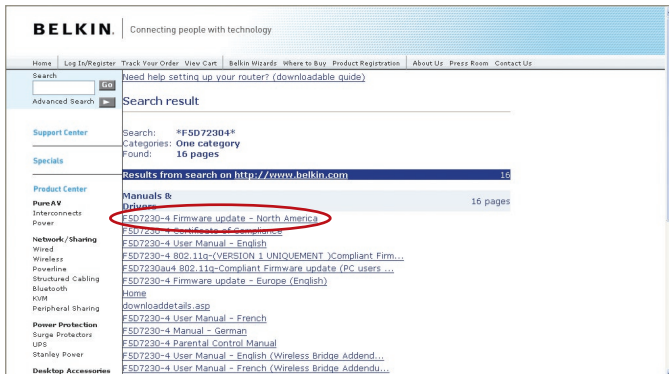 BELKIN. Connecting people with technology
Home Log In/Register Track Your Order View Cart Belkin Wizards Where to Buy Product Registration About Us Press Room Contact Us
Search
Go
Advanced Search
Support Center
Specials
Product Center
PureAV
Interconnects
Power
Network/Sharing
Wired
Wireless
Powerline
Structured Cabling
Bluetooth
KVM
Peripheral Sharing
Power Protection
Surge Protectors
UPS
Stanley Power
Desktop Accessories
Need help setting up your router? (downloadable guide)
Search result
Search: *F5D72304*
Categories: One category
Found: 16 pages
Results from search on http://www.belkin.com 16
Manuals & 
Drivers 16 pages
F5D7230-4 Firmware update - North America
F5D7230-4 Certificate of Compliance
F5D7230-4 User Manual - English
F5D7230-4 802.11g-(VERSION 1 UNIQUEMENT )Compliant Firm...
F5D7230au4 802.11g-Compliant Firmware update (PC users ...
F5D7230-4 Firmware update - Europe (English)
Home
downloaddetails.asp
F5D7230-4 User Manual - French
F5D7230-4 Manual - German
F5D7230-4 Parental Control Manual
F5D7230-4 User Manual - English (Wireless Bridge Addend...
F5D7230-4 User Manual - French (Wireless Bridge Addendu...